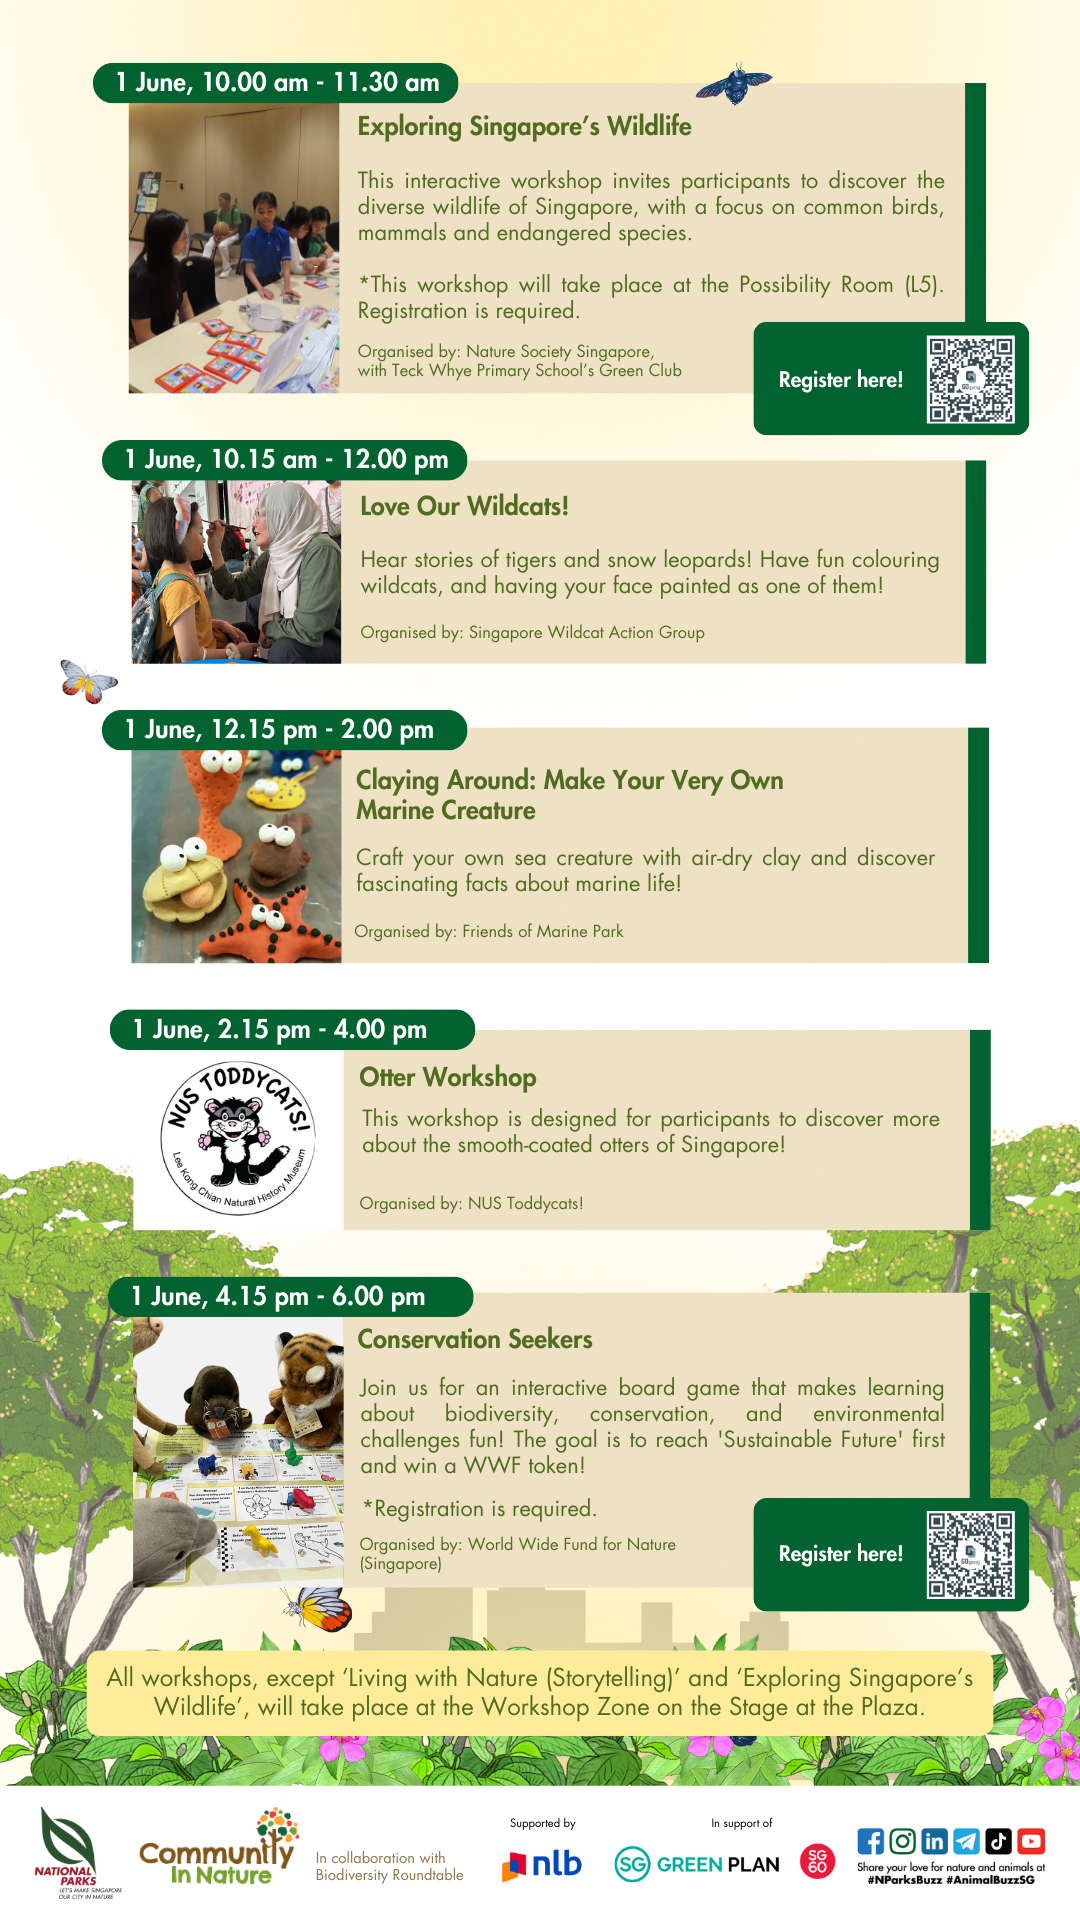 1 June, 10.00 am - 11.30 am
Exploring Singapore's Wildlife
This interactive workshop invites participants to discover the
diverse wildlife of Singapore, with a focus on common birds,
mammals and endangered species.
*This workshop will take place at the Possibility Room (L5).
Registration is required.
Organised by: Nature Society Singapore,
with Teck Whye Primary School's Green Club
Register here!
1 June, 10.15 am - 12.00 pm
Love Our Wildcats!
Hear stories of tigers and snow leopards! Have fun colouring
wildcats, and having your face painted as one of them!
Organised by: Singapore Wildcat Action Group
1 June, 12.15 pm - 2.00 pm
Claying Around: Make Your Very Own
Marine Creature
Craft your own sea creature with air-dry clay and discover
fascinating facts about marine life!
Organised by: Friends of Marine Park
1 June, 2.15 pm - 4.00 pm
NUS TODDYCATS!
Lee Kong Chian Natural History Museum
Otter Workshop
This workshop is designed for participants to discover more
about the smooth-coated otters of Singapore!
Organised by: NUS Toddycats!
1 June, 4.15 pm - 6.00 pm
Conservation Seekers
Join us for an interactive board game that makes learning
about biodiversity, conservation, and environmental
challenges fun! The goal is to reach 'Sustainable Future' first
and win a WWF token!
*Registration is required.
Organised by: World Wide Fund for Nature
(Singapore)
Register here!
All workshops, except 'Living with Nature (Storytelling)' and 'Exploring Singapore's
Wildlife', will take place at the Workshop Zone on the Stage at the Plaza.
NATIONAL
PARKS
LET'S MAKE SINGAPORE
OUR CITY IN NATURE
Community
In Nature
In collaboration with
Biodiversity Roundtable
Supported by
nlb
In support of
SG GREEN PLAN
SG
60
Share your love for nature and animals at
#NParksBuzz #AnimalBuzzSG